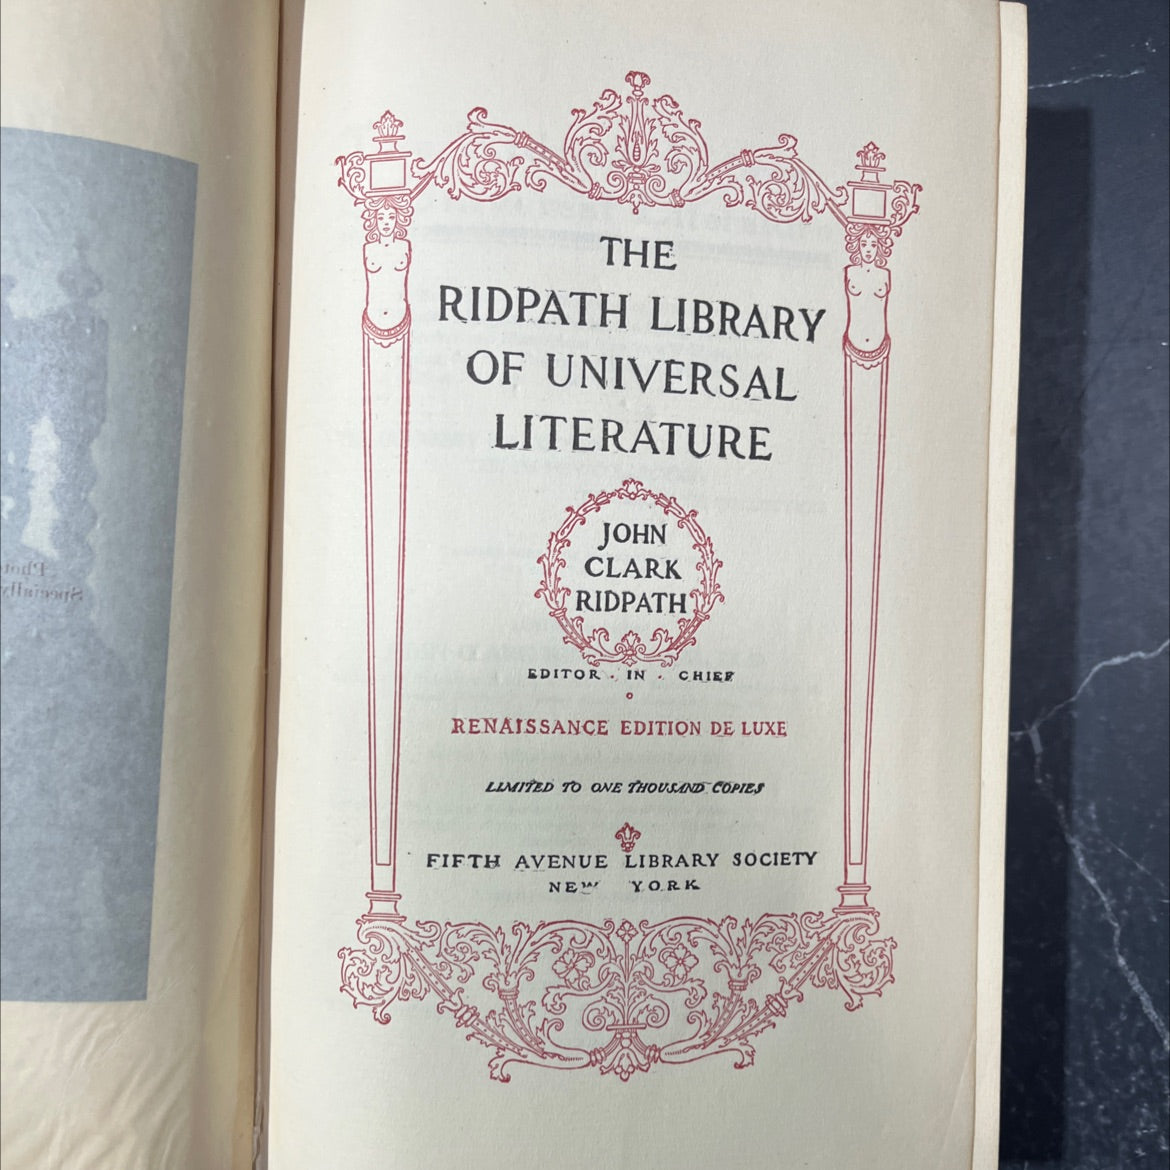 THE
RIDPATH LIBRARY
OF UNIVERSAL
LITERATURE
JOHN
CLARK
RIDPATH
EDITOR · IN · CHIEF
RENAISSANCE EDITION DE LUXE
LIMITED TO ONE THOUSAND COPIES
FIFTH AVENUE LIBRARY SOCIETY
NEW YORK